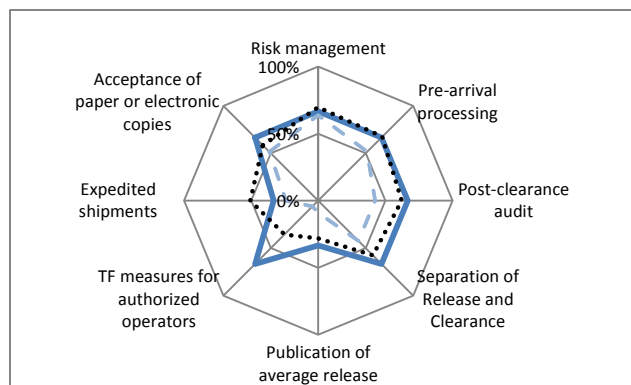 Risk management
100%
Acceptance of
paper or electronic
copies
Pre-arrival
processing
50%
Expedited
shipments
0%
Post-clearance
audit
TF measures for
authorized
operators
Separation of
Release and
Clearance
Publication of
average release